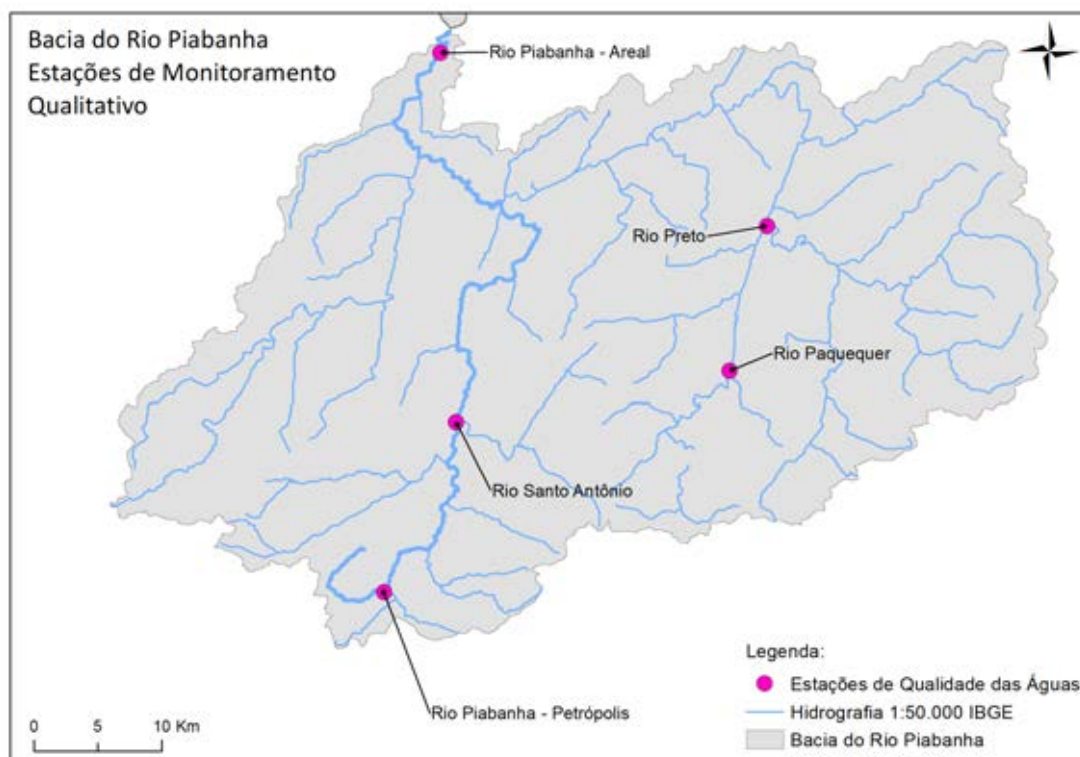 Bacia do Rio Piabanha
Estações de Monitoramento
Qualitativo
Rio Piabanha - Areal
Rio Preto
Rio Paquequer
Rio Santo Antônio
Rio Piabanha - Petrópolis
Legenda:
Estações de Qualidade das Águas
Hidrografia 1:50.000 IBGE
Bacia do Rio Piabanha
0 5 10 Km